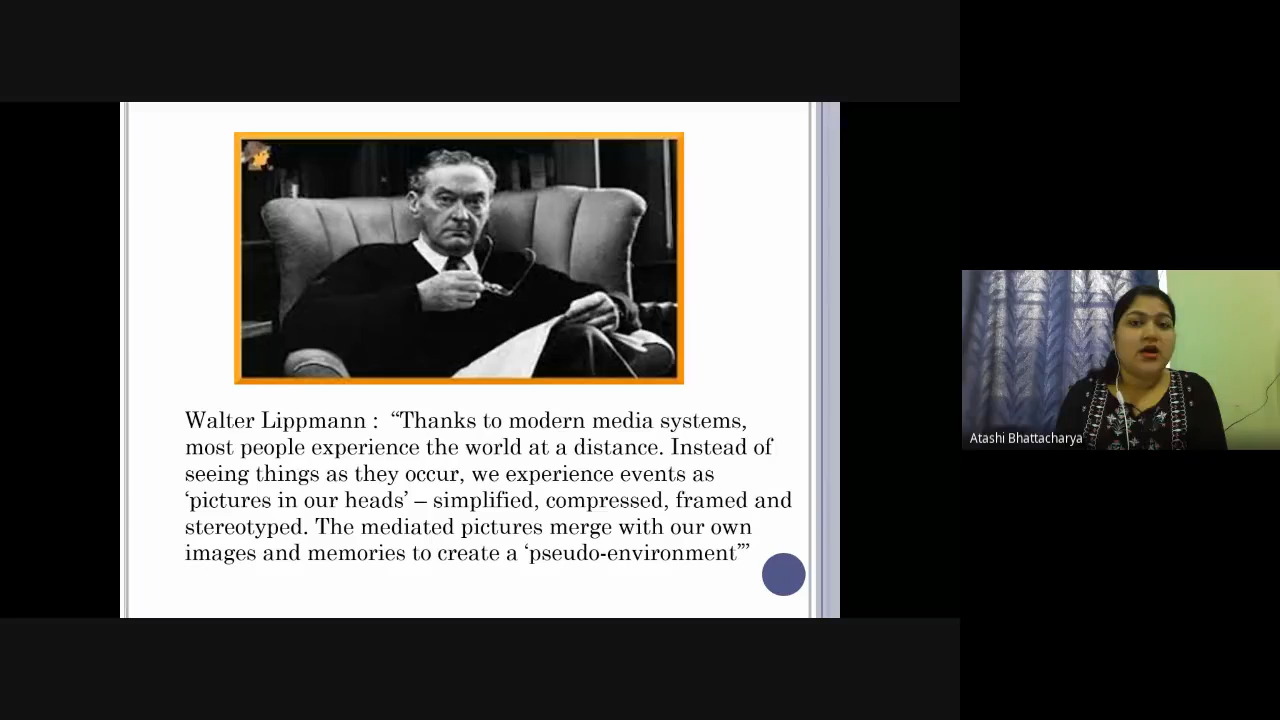 Walter Lippmann : “Thanks to modern media systems,
most people experience the world at a distance. Instead of
seeing things as they occur, we experience events as
‘pictures in our heads’ – simplified, compressed, framed and
stereotyped. The mediated pictures merge with our own
images and memories to create a ‘pseudo-environment’”
Atashi Bhattacharya